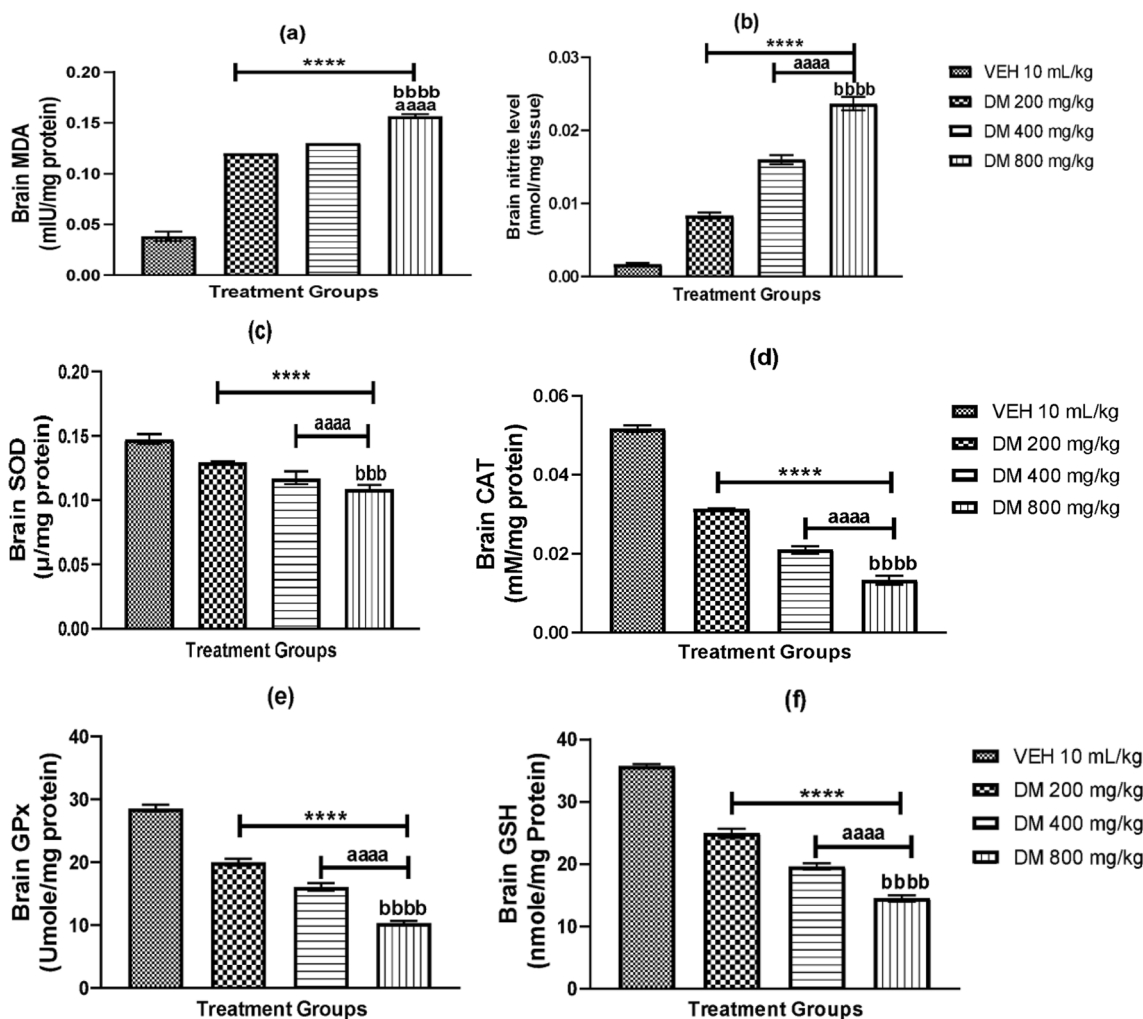 (a)
Brain MDA
(mIU/mg protein)
0.20
0.15
0.10
0.05
0.00
****
bbbb
aaaa
Treatment Groups
(b)
Brain nitrite level
(nmol/mg tissue)
0.03
0.02
0.01
0.00
****
aaaa
bbbb
Treatment Groups
VEH 10 mL/kg
DM 200 mg/kg
DM 400 mg/kg
DM 800 mg/kg
(c)
Brain SOD
(μ/mg protein)
0.20
0.15
0.10
0.05
0.00
****
aaaa
bbb
Treatment Groups
(d)
Brain CAT
(mM/mg protein)
0.06
0.04
0.02
0.00
****
aaaa
bbbb
Treatment Groups
VEH 10 mL/kg
DM 200 mg/kg
DM 400 mg/kg
DM 800 mg/kg
(e)
Brain GPx
(Umole/mg protein)
40
30
20
10
0
****
aaaa
bbbb
Treatment Groups
(f)
Brain GSH
(nmole/mg Protein)
40
30
20
10
0
****
aaaa
bbbb
Treatment Groups
VEH 10 mL/kg
DM 200 mg/kg
DM 400 mg/kg
DM 800 mg/kg